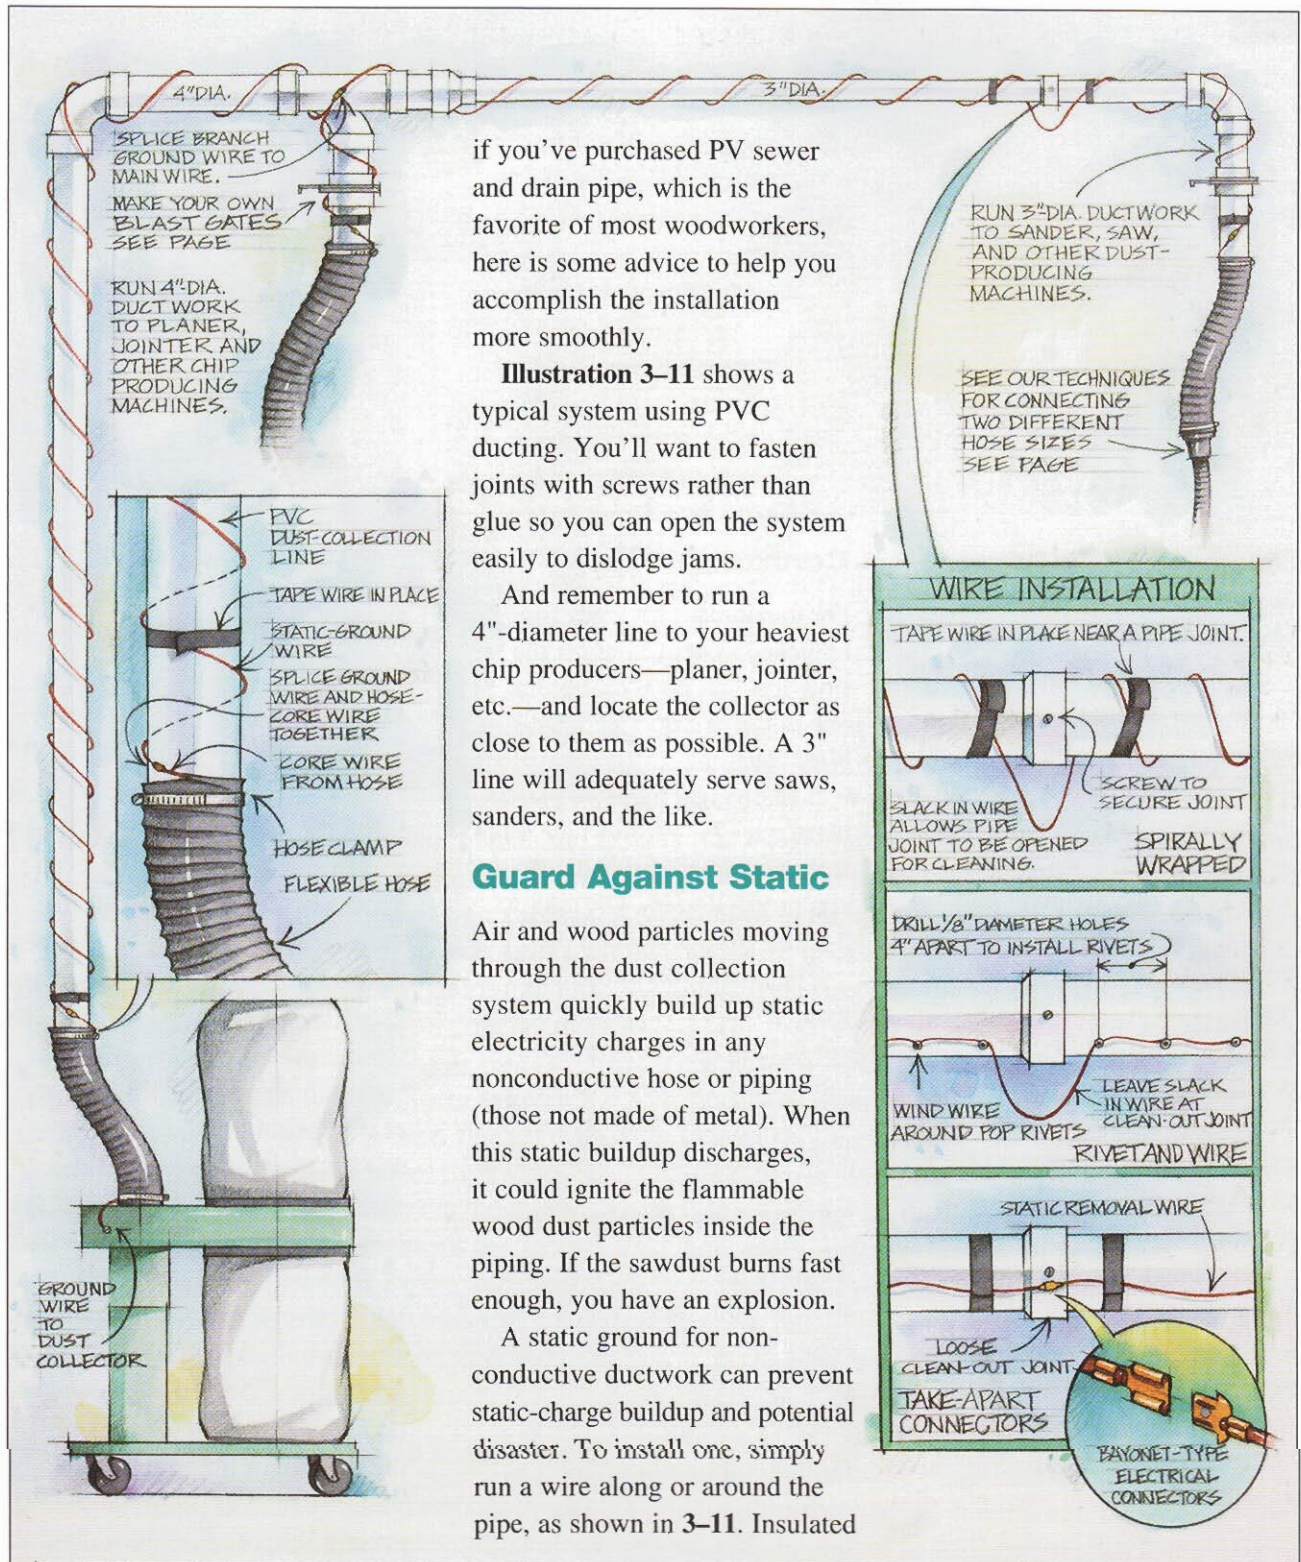 4"DIA.
3"DIA.
SPLICE BRANCH
GROUND WIRE TO
MAIN WIRE.
MAKE YOUR OWN
BLAST GATES
SEE PAGE
RUN 4"-DIA.
DUCTWORK
TO PLANER,
JOINTER AND
OTHER CHIP
PRODUCING
MACHINES.
PVC
DUST-COLLECTION
LINE
TAPE WIRE IN PLACE
STATIC-GROUND
WIRE
SPLICE GROUND
WIRE AND HOSE-
CORE WIRE
TOGETHER
CORE WIRE
FROM HOSE
HOSE CLAMP
FLEXIBLE HOSE
GROUND
WIRE
TO
DUST
COLLECTOR
if you've purchased PV sewer
and drain pipe, which is the
favorite of most woodworkers,
here is some advice to help you
accomplish the installation
more smoothly.
Illustration 3–11 shows a
typical system using PVC
ducting. You'll want to fasten
joints with screws rather than
glue so you can open the system
easily to dislodge jams.
And remember to run a
4"-diameter line to your heaviest
chip producers—planer, jointer,
etc.—and locate the collector as
close to them as possible. A 3"
line will adequately serve saws,
sanders, and the like.
Guard Against Static
Air and wood particles moving
through the dust collection
system quickly build up static
electricity charges in any
nonconductive hose or piping
(those not made of metal). When
this static buildup discharges,
it could ignite the flammable
wood dust particles inside the
piping. If the sawdust burns fast
enough, you have an explosion.
A static ground for non-
conductive ductwork can prevent
static-charge buildup and potential
disaster. To install one, simply
run a wire along or around the
pipe, as shown in 3–11. Insulated
RUN 3"-DIA. DUCTWORK
TO SANDER, SAW,
AND OTHER DUST-
PRODUCING
MACHINES.
SEE OUR TECHNIQUES
FOR CONNECTING
TWO DIFFERENT
HOSE SIZES
SEE PAGE
WIRE INSTALLATION
TAPE WIRE IN PLACE NEAR A PIPE JOINT.
SCREW TO
SECURE JOINT
SLACK IN WIRE
ALLOWS PIPE
JOINT TO BE OPENED
FOR CLEANING.
SPIRALLY
WRAPPED
DRILL 1/8" DIAMETER HOLES
4" APART TO INSTALL RIVETS
WIND WIRE
AROUND POP RIVETS
LEAVE SLACK
IN WIRE AT
CLEAN-OUT JOINT
RIVET AND WIRE
STATIC REMOVAL WIRE
LOOSE
CLEAN-OUT JOINT
TAKE-APART
CONNECTORS
BAYONET-TYPE
ELECTRICAL
CONNECTORS